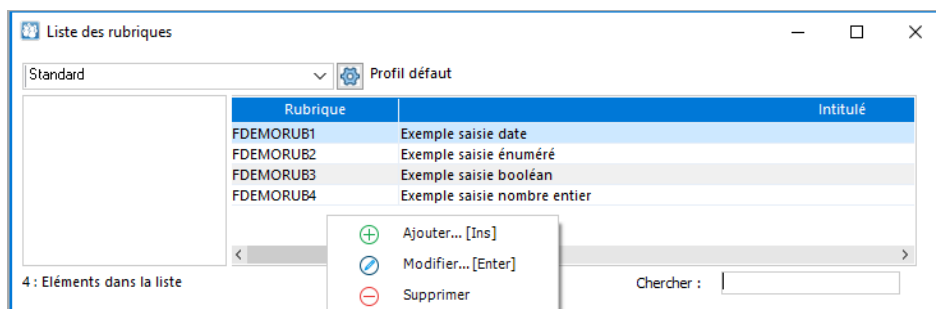 Liste des rubriques
Standard
Profil défaut
Rubrique Intitulé
FDEMORUB1 Exemple saisie date
FDEMORUB2 Exemple saisie énuméré
FDEMORUB3 Exemple saisie booléan
FDEMORUB4 Exemple saisie nombre entier
Ajouter... [Ins]
Modifier... [Enter]
Supprimer
4 : Eléments dans la liste
Chercher :